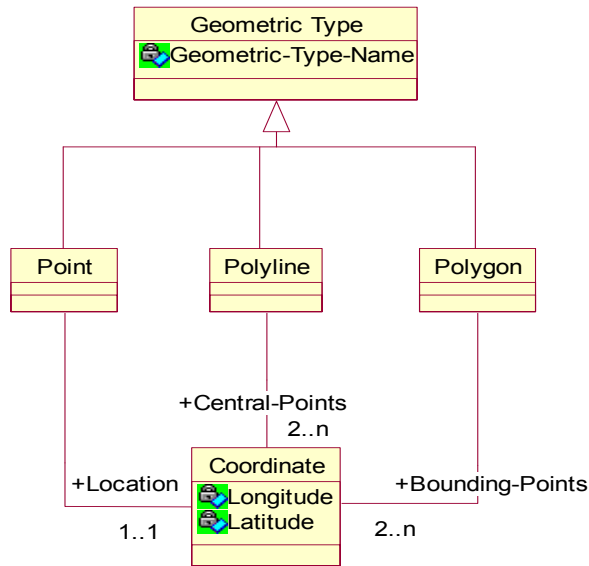 Geometric Type
Geometric-Type-Name
Point
Polyline
Polygon
+Central-Points
2..n
Coordinate
+Location
Longitude
+Bounding-Points
Latitude
1..1
2..n